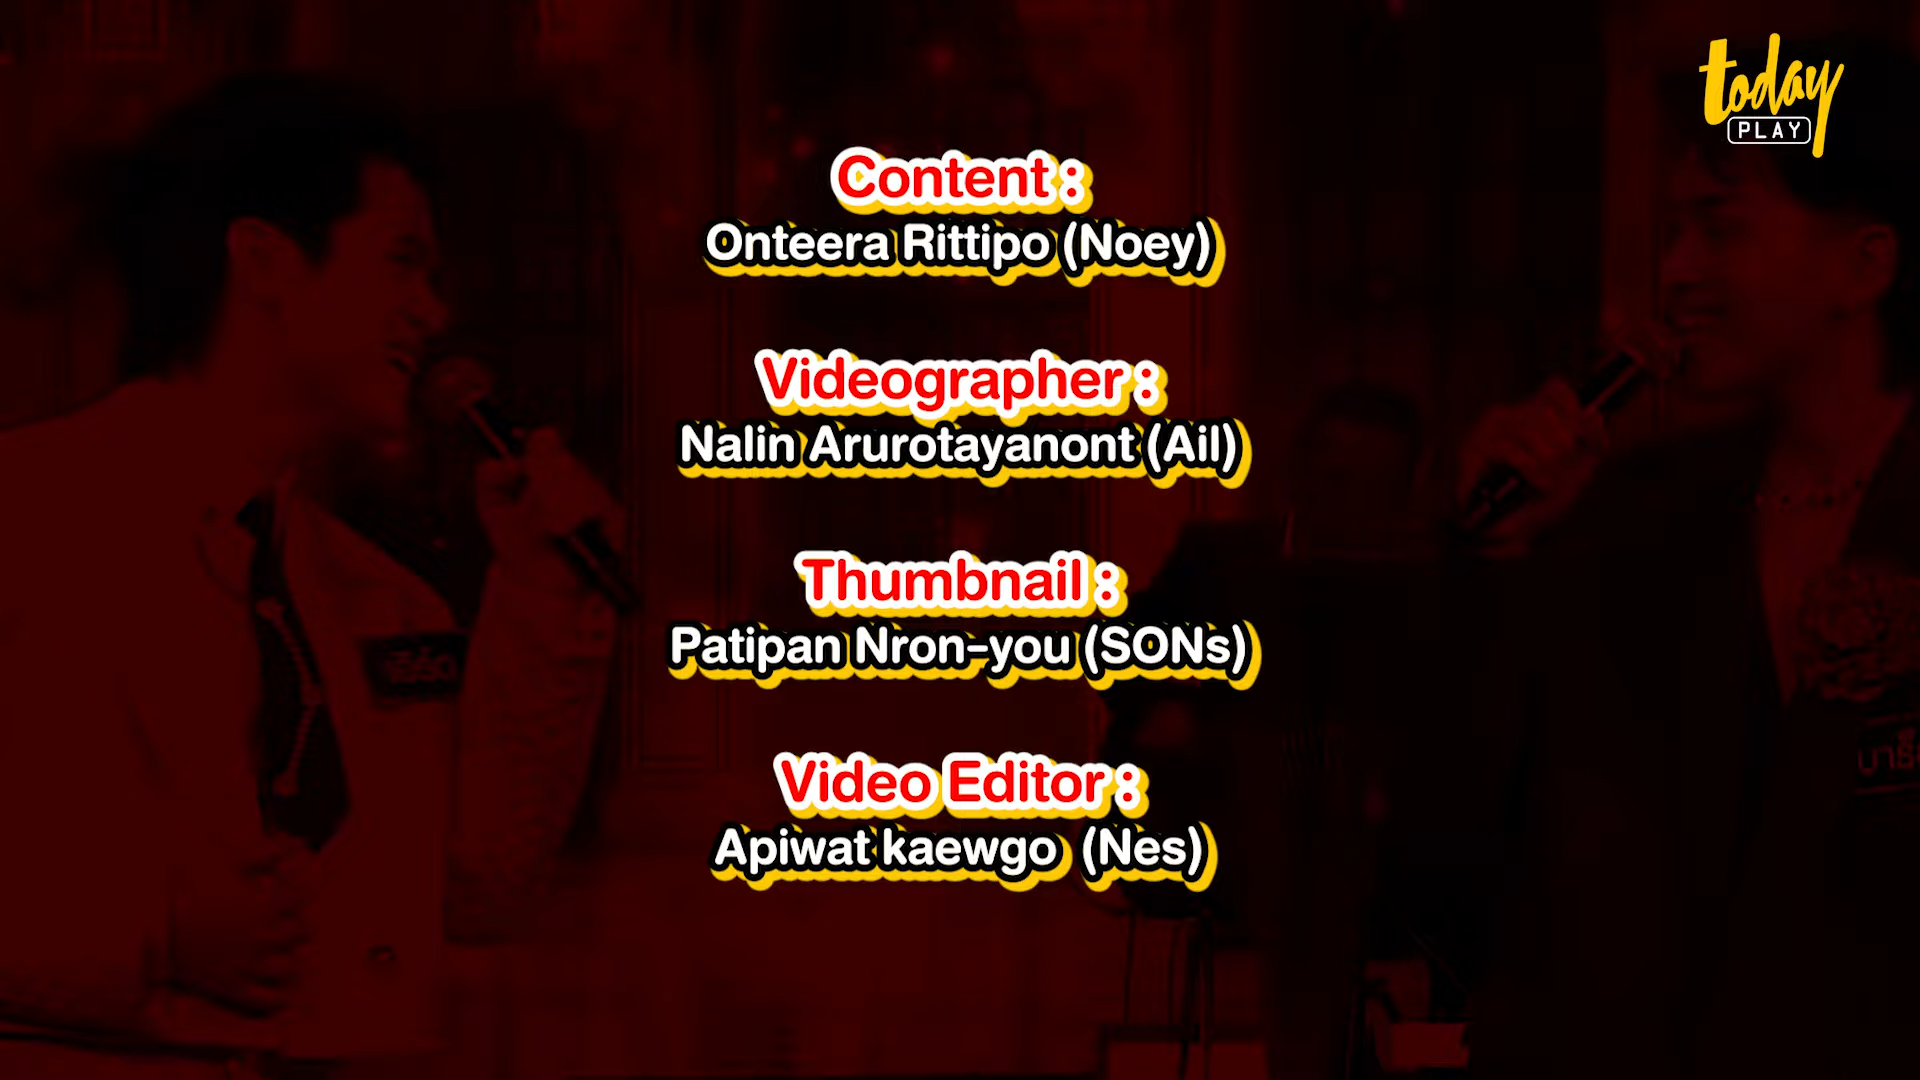 today
PLAY
Content :
Onteera Rittipo (Noey)
Videographer :
Nalin Arurotayanont (Ail)
Thumbnail :
Patipan Nron-you (SONs)
Video Editor :
Apiwat kaewgo (Nes)